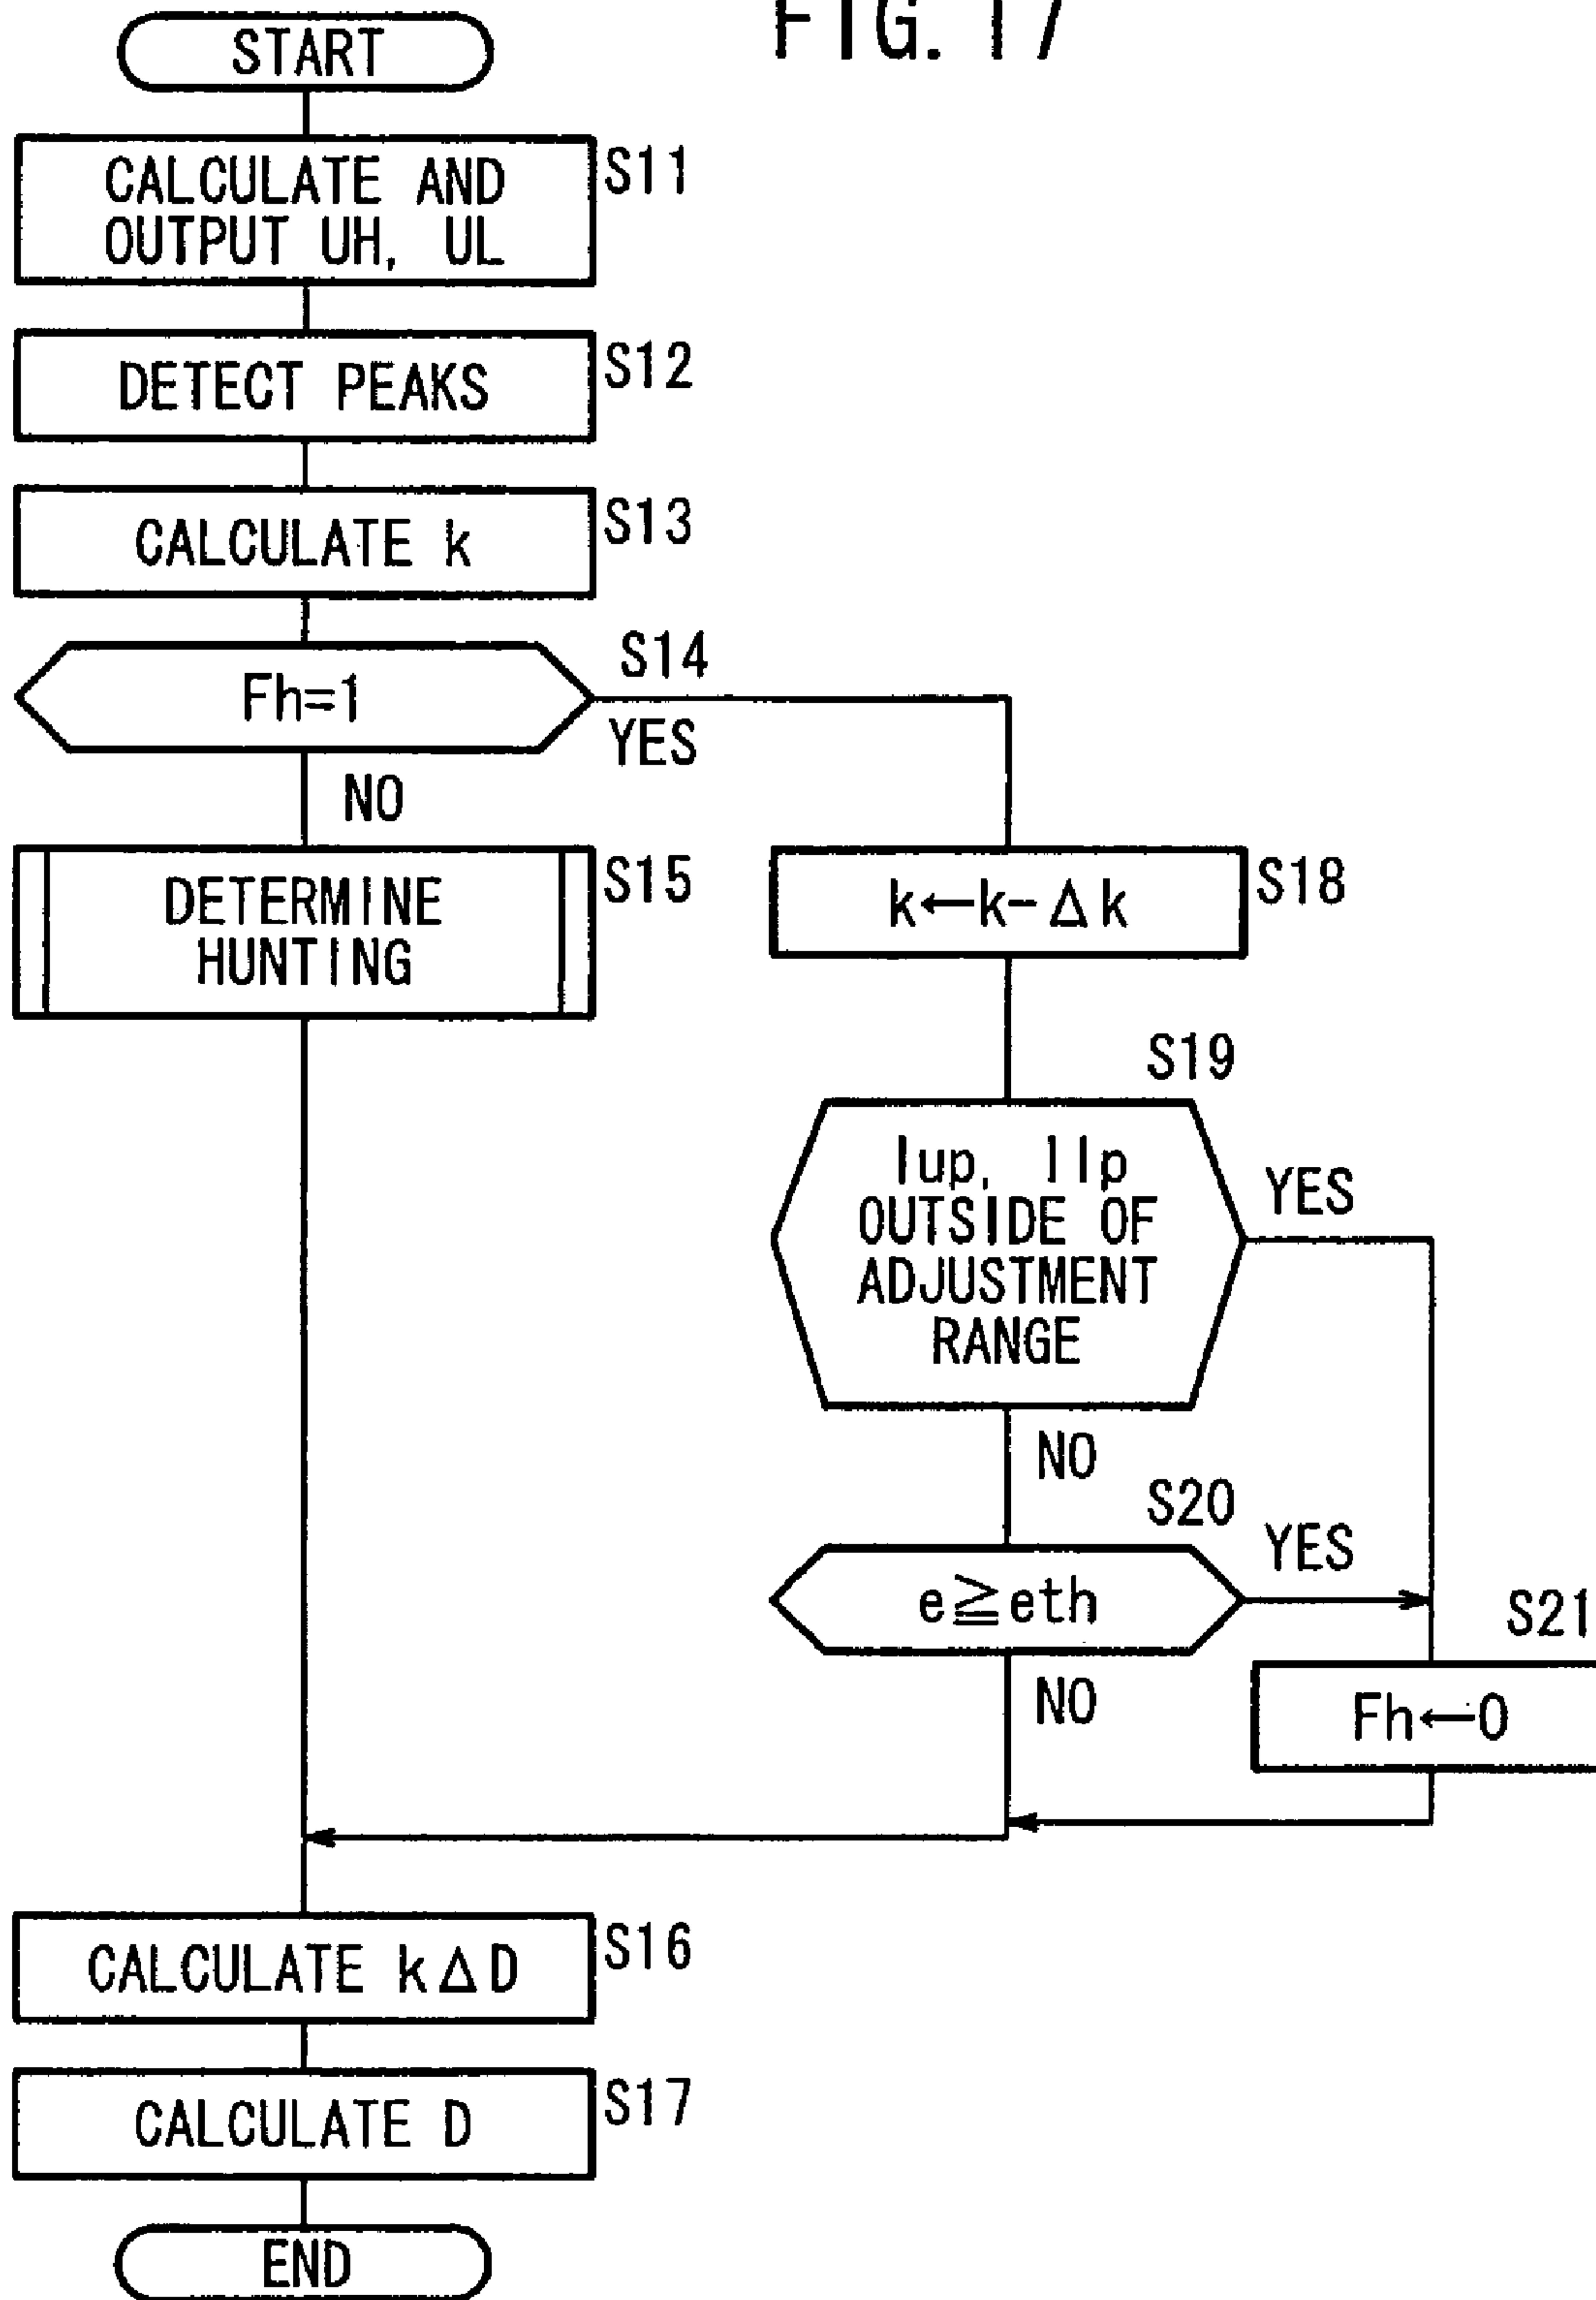 FIG. 17
START
CALCULATE AND
OUTPUT UH, UL
S11
DETECT PEAKS
S12
CALCULATE k
S13
Fh=1
S14
YES
NO
DETERMINE
HUNTING
S15
k←k-Δk
S18
S19
Iup, Ilp
OUTSIDE OF
ADJUSTMENT
RANGE
YES
NO
S20
e≧eth
YES
NO
S21
Fh←0
CALCULATE kΔD
S16
CALCULATE D
S17
END